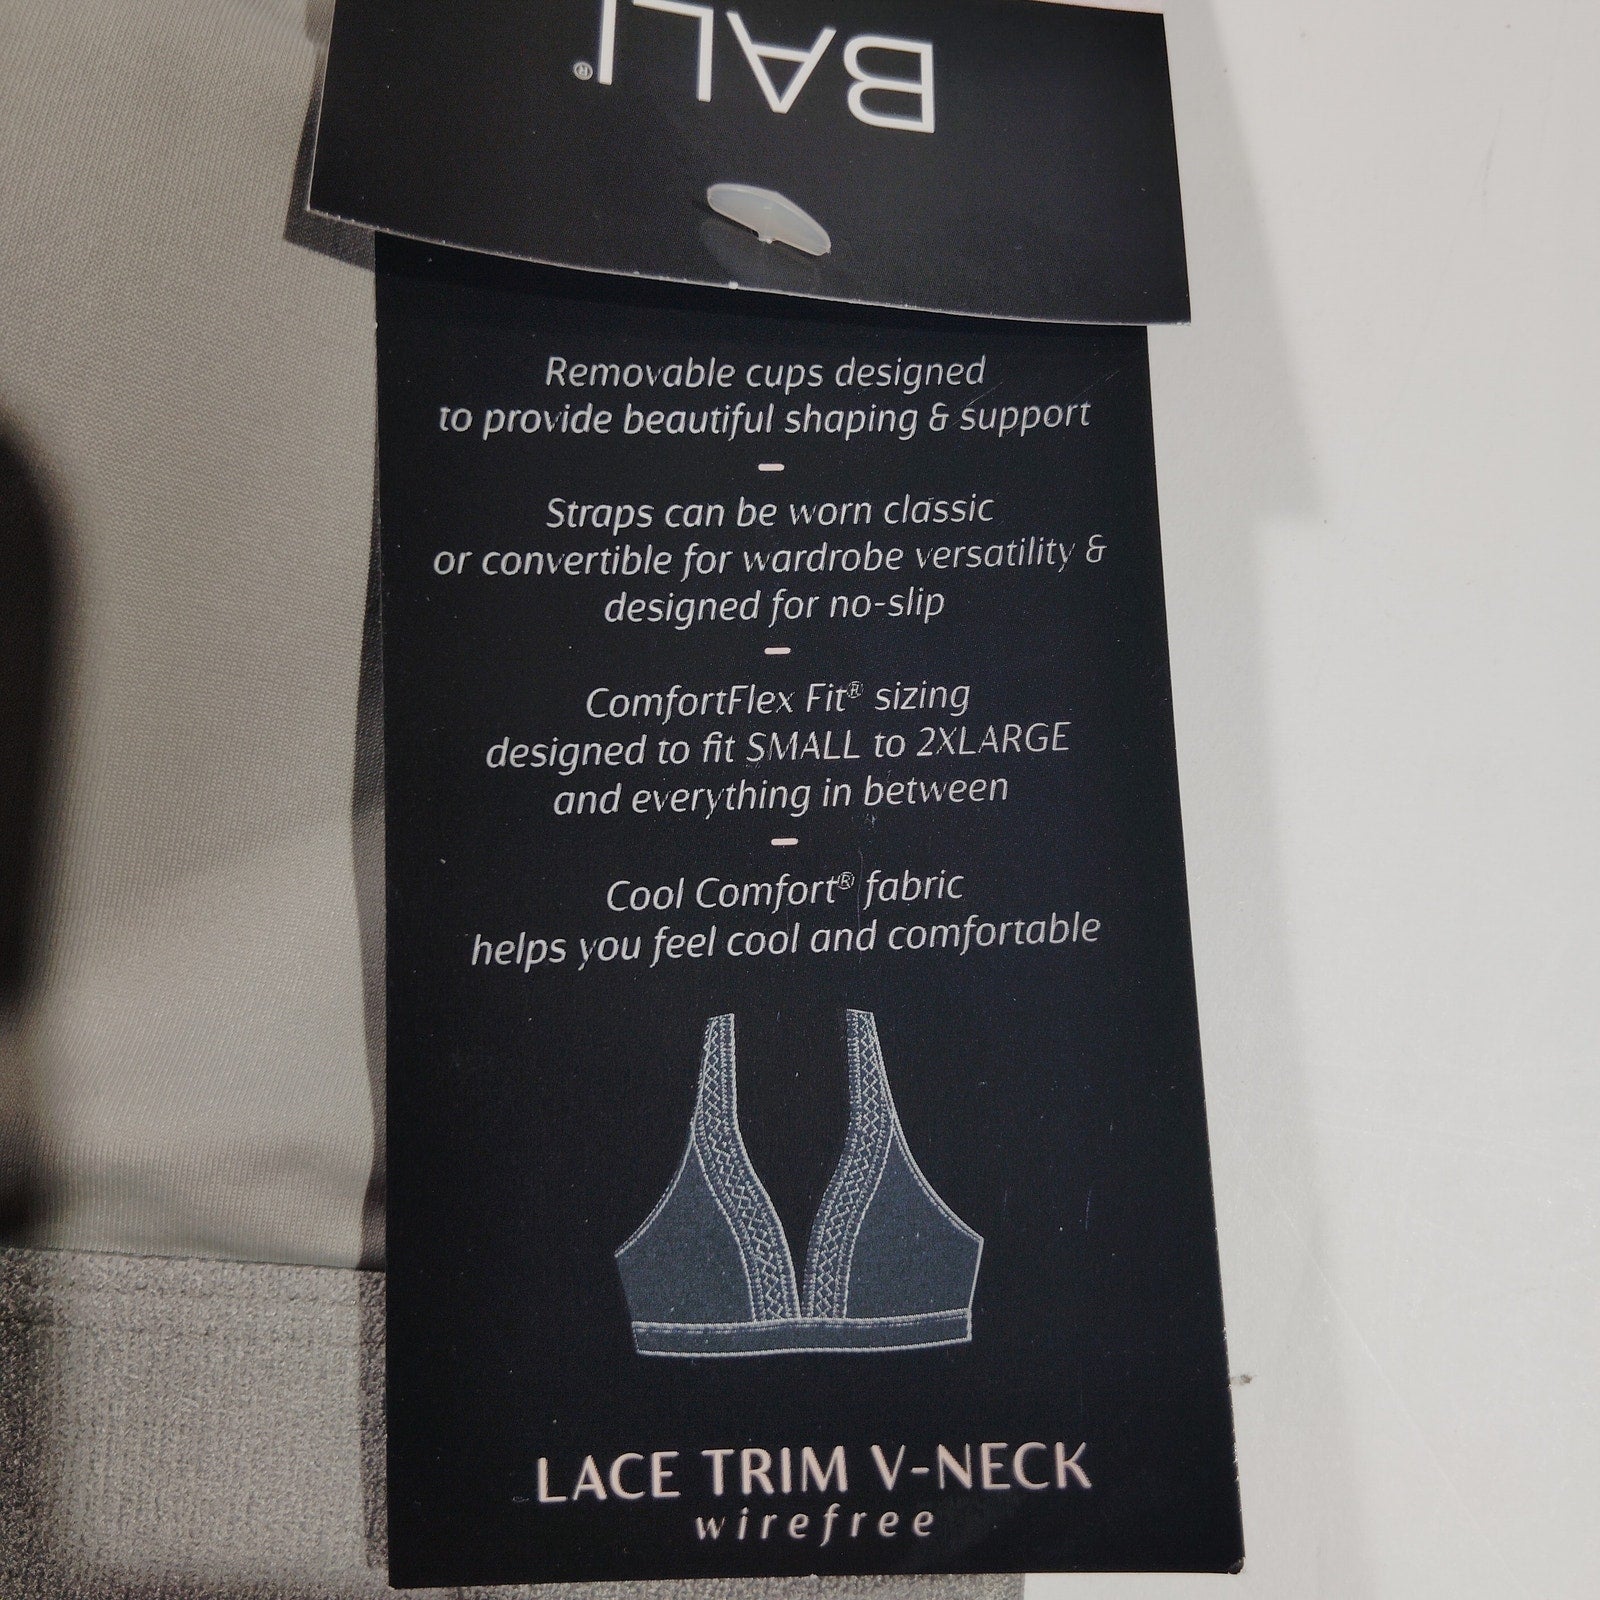 BALI®
Removable cups designed
to provide beautiful shaping & support
Straps can be worn classic
or convertible for wardrobe versatility &
designed for no-slip
ComfortFlex Fit® sizing
designed to fit SMALL to 2XLARGE
and everything in between
Cool Comfort® fabric
helps you feel cool and comfortable
LACE TRIM V-NECK
wirefree